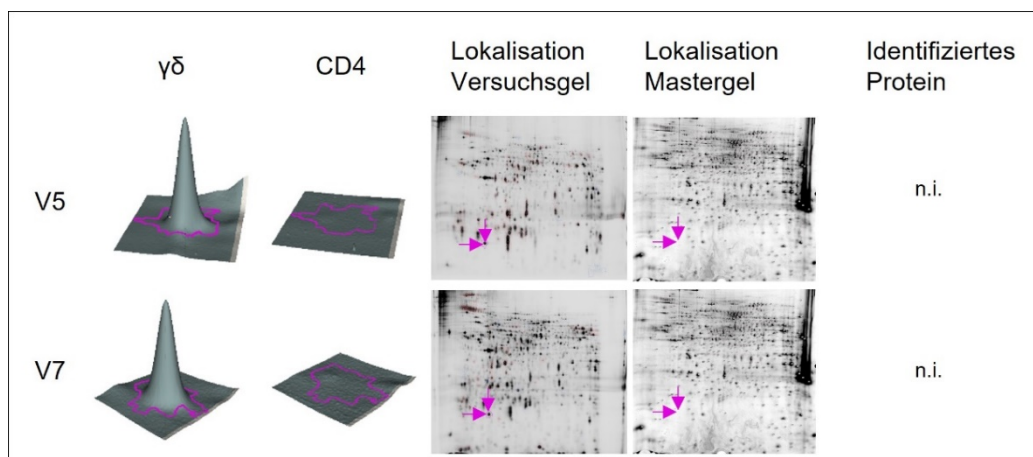 γδ
CD4
Lokalisation
Versuchsgel
Lokalisation
Mastergel
Identifiziertes
Protein
V5
n.i.
V7
n.i.